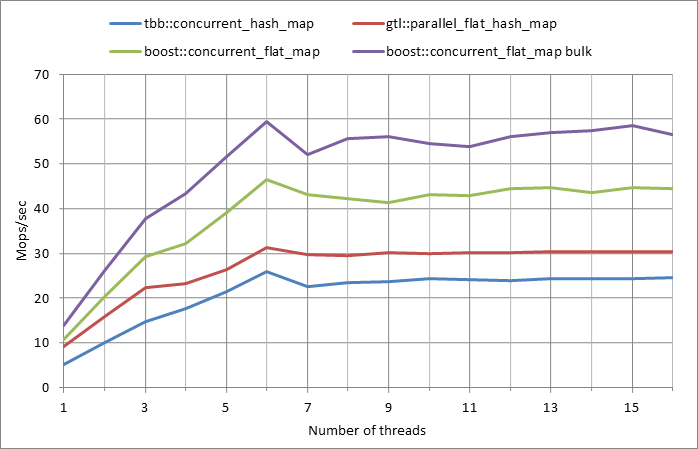 tbb::concurrent_hash_map gtl::parallel_flat_hash_map
boost::concurrent_flat_map boost::concurrent_flat_map bulk
70
60
50
40
30
20
10
0
Mops/sec
1 3 5 7 9 11 13 15
Number of threads